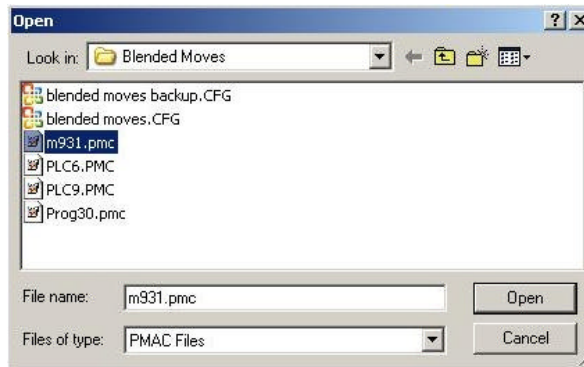 Open
Look in: Blended Moves
blended moves backup.CFG
blended moves.CFG
m931.pmc
PLC6.PMC
PLC9.PMC
Prog30.pmc
File name: m931.pmc Open
Files of type: PMAC Files Cancel